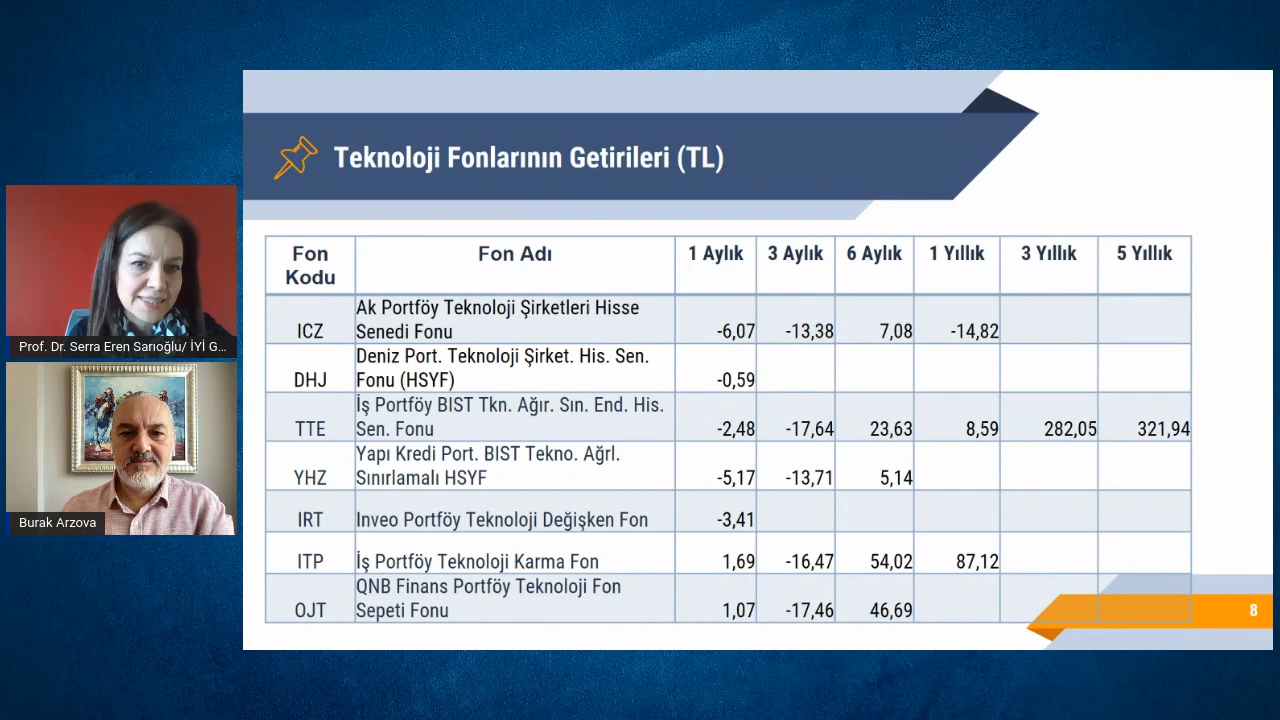 Teknoloji Fonlarının Getirileri (TL)
Fon Kodu Fon Adı 1 Aylık 3 Aylık 6 Aylık 1 Yıllık 3 Yıllık 5 Yıllık
ICZ Ak Portföy Teknoloji Şirketleri Hisse Senedi Fonu -6,07 -13,38 7,08 -14,82
DHJ Deniz Port. Teknoloji Şirket. His. Sen. Fonu (HSYF) -0,59
TTE İş Portföy BIST Tkn. Ağır. Sın. End. His. Sen. Fonu -2,48 -17,64 23,63 8,59 282,05 321,94
YHZ Yapı Kredi Port. BIST Tekno. Ağrl. Sınırlamalı HSYF -5,17 -13,71 5,14
IRT Inveo Portföy Teknoloji Değişken Fon -3,41
ITP İş Portföy Teknoloji Karma Fon 1,69 -16,47 54,02 87,12
OJT QNB Finans Portföy Teknoloji Fon Sepeti Fonu 1,07 -17,46 46,69
8
Prof. Dr. Serra Eren Sarıoğlu/ İYİ G...
Burak Arzova